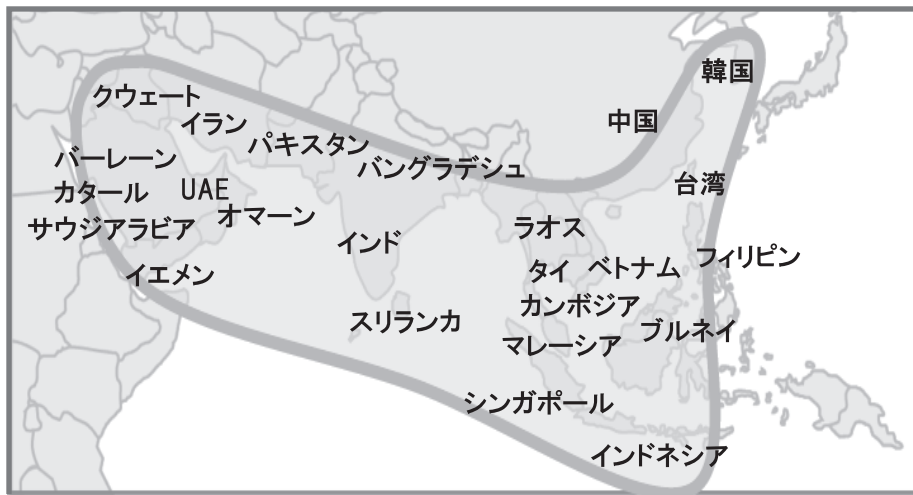 韓国
クウェート
イラン
中国
パキスタン
バーレーン
バングラデシュ
カタール
UAE
台湾
オマーン
サウジアラビア
ラオス
インド
フィリピン
イエメン
タイ
ベトナム
カンボジア
スリランカ
ブルネイ
マレーシア
シンガポール
インドネシア